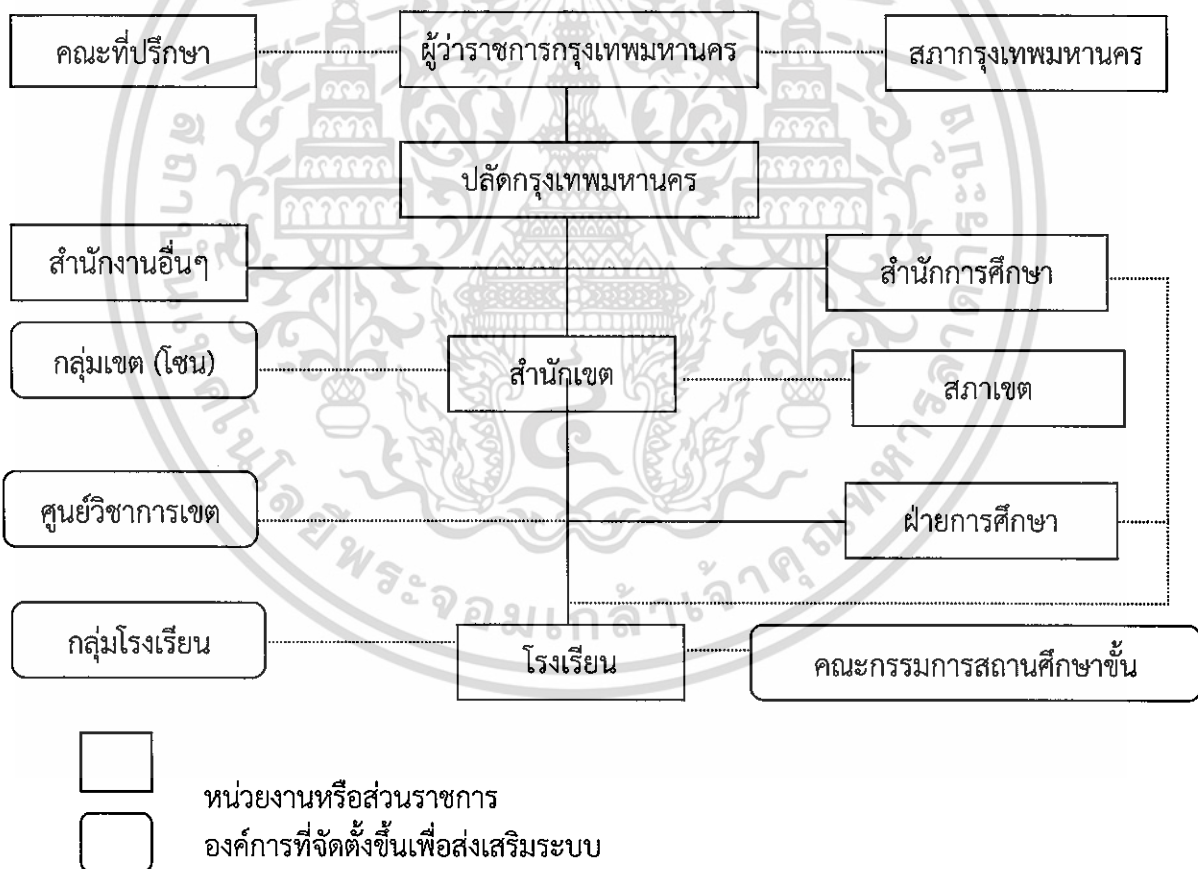 คณะที่ปรึกษา
ผู้ว่าราชการกรุงเทพมหานคร
สภากรุงเทพมหานคร
ปลัดกรุงเทพมหานคร
สำนักงานอื่นๆ
สำนักการศึกษา
กลุ่มเขต (โซน)
สำนักเขต
สภาเขต
ศูนย์วิชาการเขต
ฝ่ายการศึกษา
กลุ่มโรงเรียน
โรงเรียน
คณะกรรมการสถานศึกษาขั้น
หน่วยงานหรือส่วนราชการ
องค์การที่จัดตั้งขึ้นเพื่อส่งเสริมระบบ